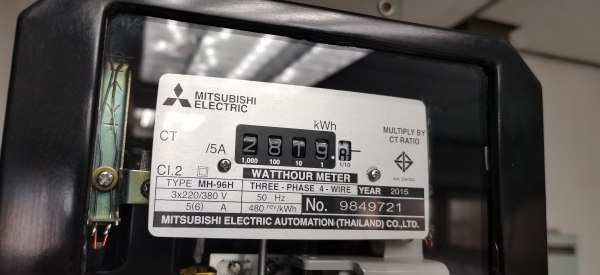 MITSUBISHI
ELECTRIC
kWh
CT /5A
2 8 7 9
1,000 100 10 1 1/10
MULTIPLY BY
CT RATIO
Cl.2
WATTHOUR METER
TYPE MH-96H THREE - PHASE 4 - WIRE YEAR 2015
3x220/380 V 50 Hz
5(6) A 480 rev/kWh No. 9849721
MITSUBISHI ELECTRIC AUTOMATION (THAILAND) CO.,LTD.